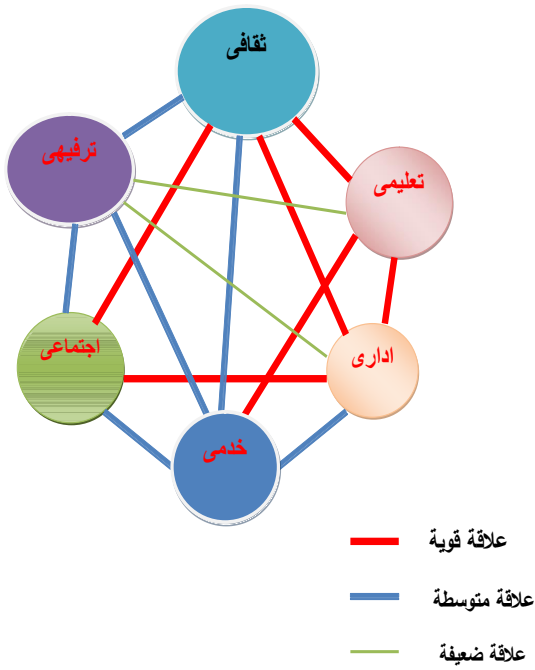 ثقافى
ترفيهى
تعليمى
اجتماعى
ادارى
خدمى
علاقة قوية
علاقة متوسطة
علاقة ضعيفة